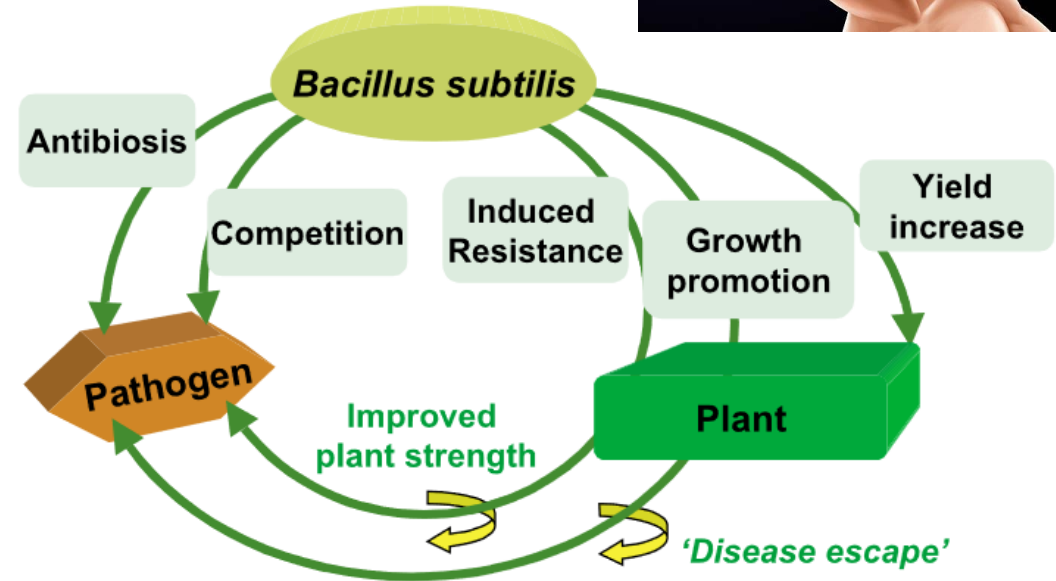 Bacillus subtilis
Antibiosis
Competition
Induced
Resistance
Growth
promotion
Yield
increase
Pathogen
Plant
Improved
plant strength
‘Disease escape’